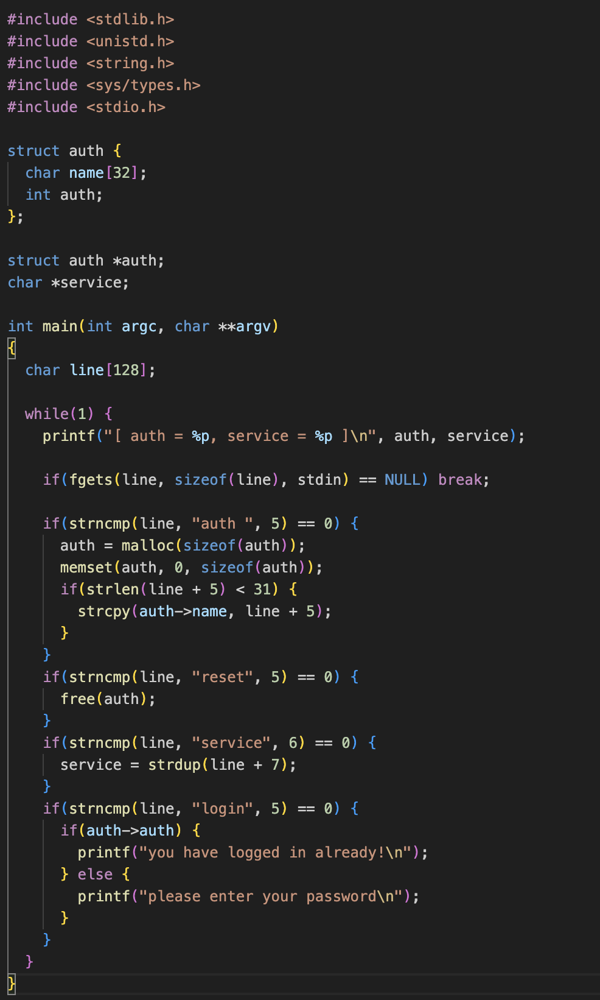 #include <stdlib.h>
#include <unistd.h>
#include <string.h>
#include <sys/types.h>
#include <stdio.h>

struct auth {
  char name[32];
  int auth;
};

struct auth *auth;
char *service;

int main(int argc, char **argv)
{
  char line[128];

  while(1) {
    printf("[ auth = %p, service = %p ]\n", auth, service);

    if(fgets(line, sizeof(line), stdin) == NULL) break;

    if(strncmp(line, "auth ", 5) == 0) {
      auth = malloc(sizeof(auth));
      memset(auth, 0, sizeof(auth));
      if(strlen(line + 5) < 31) {
        strcpy(auth->name, line + 5);
      }
    }
    if(strncmp(line, "reset", 5) == 0) {
      free(auth);
    }
    if(strncmp(line, "service", 6) == 0) {
      service = strdup(line + 7);
    }
    if(strncmp(line, "login", 5) == 0) {
      if(auth->auth) {
        printf("you have logged in already!\n");
      } else {
        printf("please enter your password\n");
      }
    }
  }
}